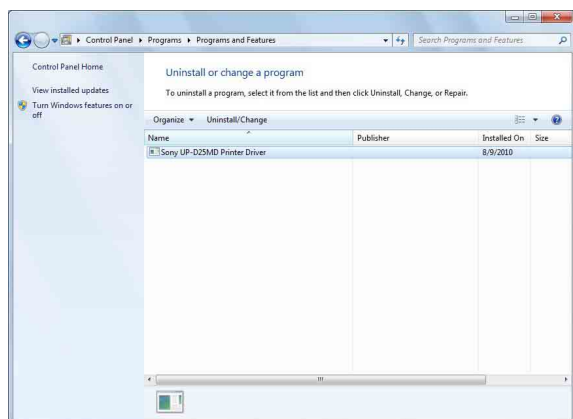 Control Panel ▸ Programs ▸ Programs and Features
Search Programs and Features
Control Panel Home
View installed updates
Turn Windows features on or
off
Uninstall or change a program
To uninstall a program, select it from the list and then click Uninstall, Change, or Repair.
Organize Uninstall/Change
Name Publisher Installed On Size
Sony UP-D25MD Printer Driver 8/9/2010